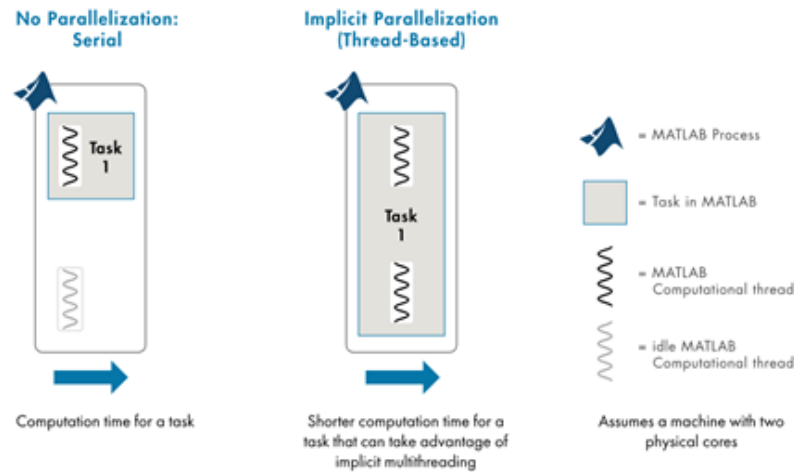 No Parallelization:
Serial
Implicit Parallelization
(Thread-Based)
Task
1
Task
1
= MATLAB Process
= Task in MATLAB
= MATLAB
Computational thread
= idle MATLAB
Computational thread
Computation time for a task
Shorter computation time for a
task that can take advantage of
implicit multithreading
Assumes a machine with two
physical cores